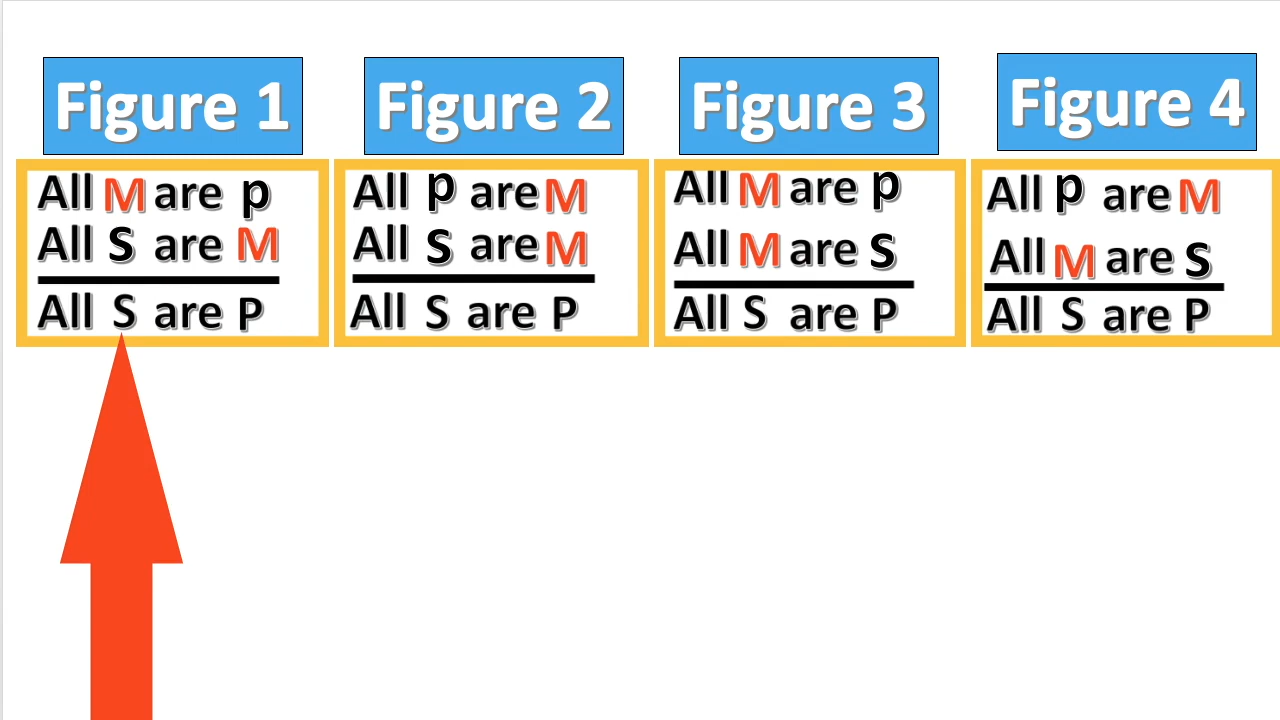 Figure 1
All M are p
All S are M
All S are P
Figure 2
All p are M
All S are M
All S are P
Figure 3
All M are p
All M are S
All S are P
Figure 4
All p are M
All M are S
All S are P